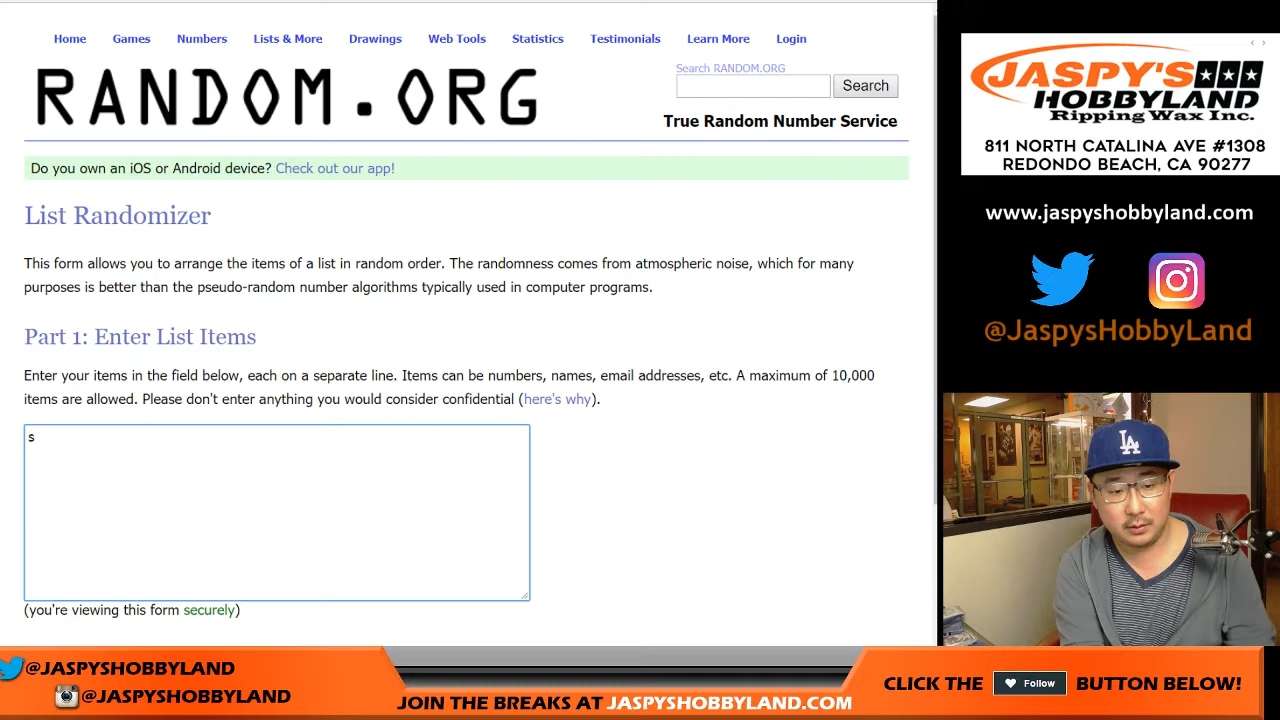 Home Games Numbers Lists & More Drawings Web Tools Statistics Testimonials Learn More Login
RANDOM.ORG
Search RANDOM.ORG
Search
True Random Number Service
Do you own an iOS or Android device? Check out our app!
List Randomizer
This form allows you to arrange the items of a list in random order. The randomness comes from atmospheric noise, which for many
purposes is better than the pseudo-random number algorithms typically used in computer programs.
Part 1: Enter List Items
Enter your items in the field below, each on a separate line. Items can be numbers, names, email addresses, etc. A maximum of 10,000
items are allowed. Please don't enter anything you would consider confidential (here's why).
s
(you're viewing this form securely)
JASPY'S
HOBBYLAND
Ripping Wax Inc.
811 NORTH CATALINA AVE #1308
REDONDO BEACH, CA 90277
www.jaspyshobbyland.com
@JaspysHobbyLand
LA
@JASPYSHOBBYLAND
@JASPYSHOBBYLAND
JOIN THE BREAKS AT JASPYSHOBBYLAND.COM
CLICK THE Follow BUTTON BELOW!